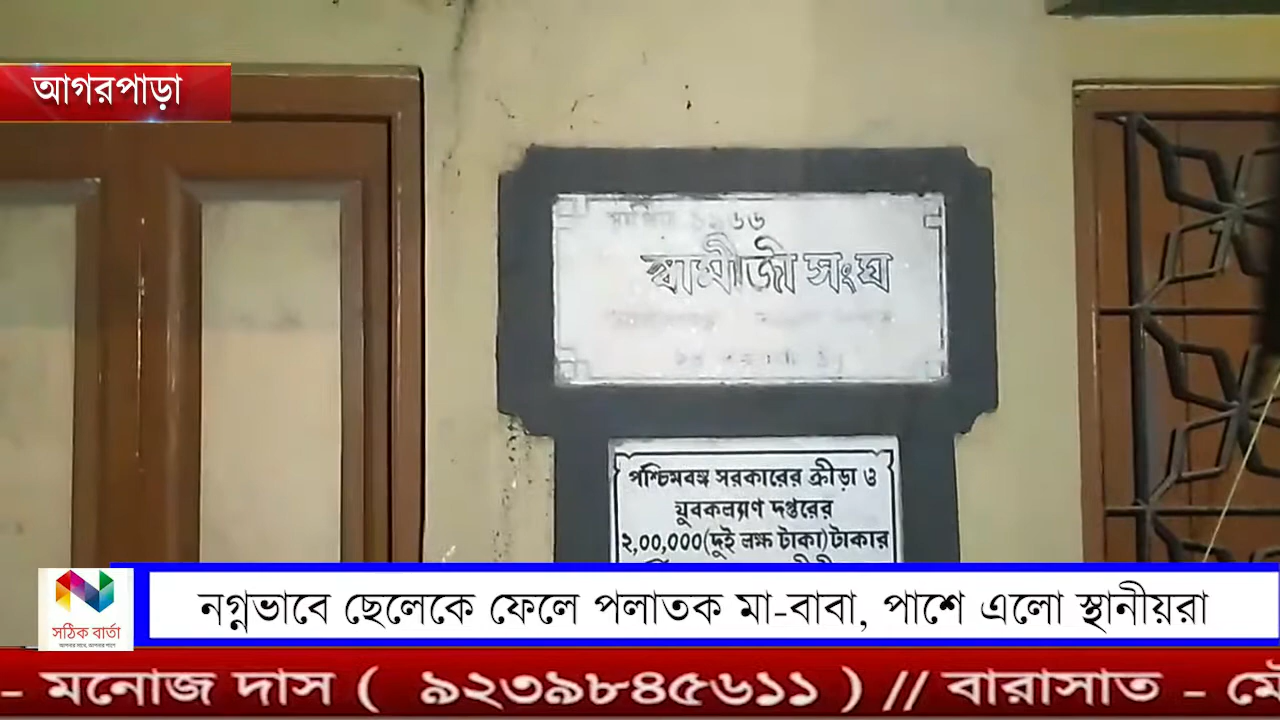 আগরপাড়া
৬৬
স্বামীজী সংঘ
পশ্চিমবঙ্গ সরকারের ক্রীড়া ও
যুবকল্যাণ দপ্তরের
২,০০,০০০(দুই লক্ষ টাকা)টাকার
নগ্নভাবে ছেলেকে ফেলে পলাতক মা-বাবা, পাশে এলো স্থানীয়রা
সঠিক বার্তা
- মনোজ দাস ( ৯২৩৯৮৪৫৬১১ ) // বারাসাত - মৌ